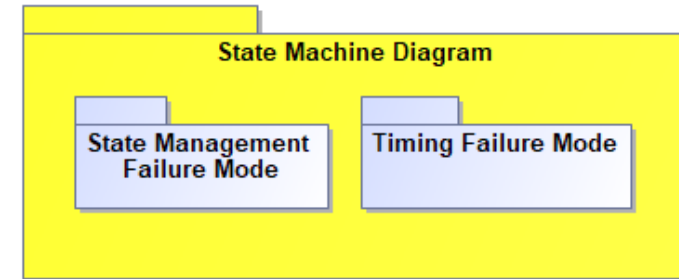 State Machine Diagram
State Management
Failure Mode
Timing Failure Mode